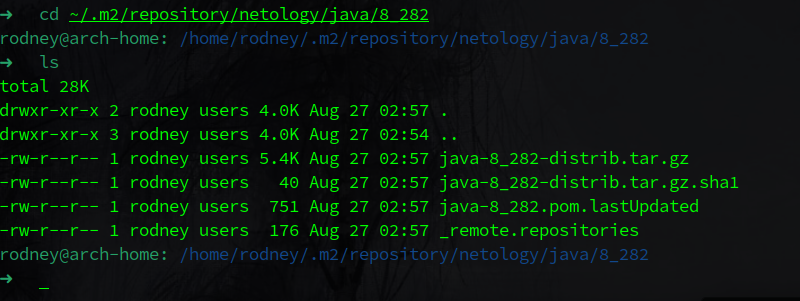 ➜ cd ~/.m2/repository/netology/java/8_282
rodney@arch-home: /home/rodney/.m2/repository/netology/java/8_282
➜ ls
total 28K
drwxr-xr-x 2 rodney users 4.0K Aug 27 02:57 .
drwxr-xr-x 3 rodney users 4.0K Aug 27 02:54 ..
-rw-r--r-- 1 rodney users 5.4K Aug 27 02:57 java-8_282-distrib.tar.gz
-rw-r--r-- 1 rodney users   40 Aug 27 02:57 java-8_282-distrib.tar.gz.sha1
-rw-r--r-- 1 rodney users  751 Aug 27 02:57 java-8_282.pom.lastUpdated
-rw-r--r-- 1 rodney users  176 Aug 27 02:57 _remote.repositories
rodney@arch-home: /home/rodney/.m2/repository/netology/java/8_282
➜ _